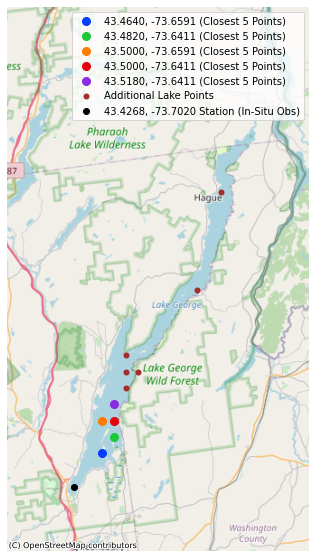 43.4640, -73.6591 (Closest 5 Points)
43.4820, -73.6411 (Closest 5 Points)
43.5000, -73.6591 (Closest 5 Points)
43.5000, -73.6411 (Closest 5 Points)
43.5180, -73.6411 (Closest 5 Points)
Additional Lake Points
43.4268, -73.7020 Station (In-Situ Obs)
ess
Pharaoh
Lake Wilderness
87
Hague
Lake George
Lake George
Wild Forest
Washington
County
(C) OpenStreetMap contributors